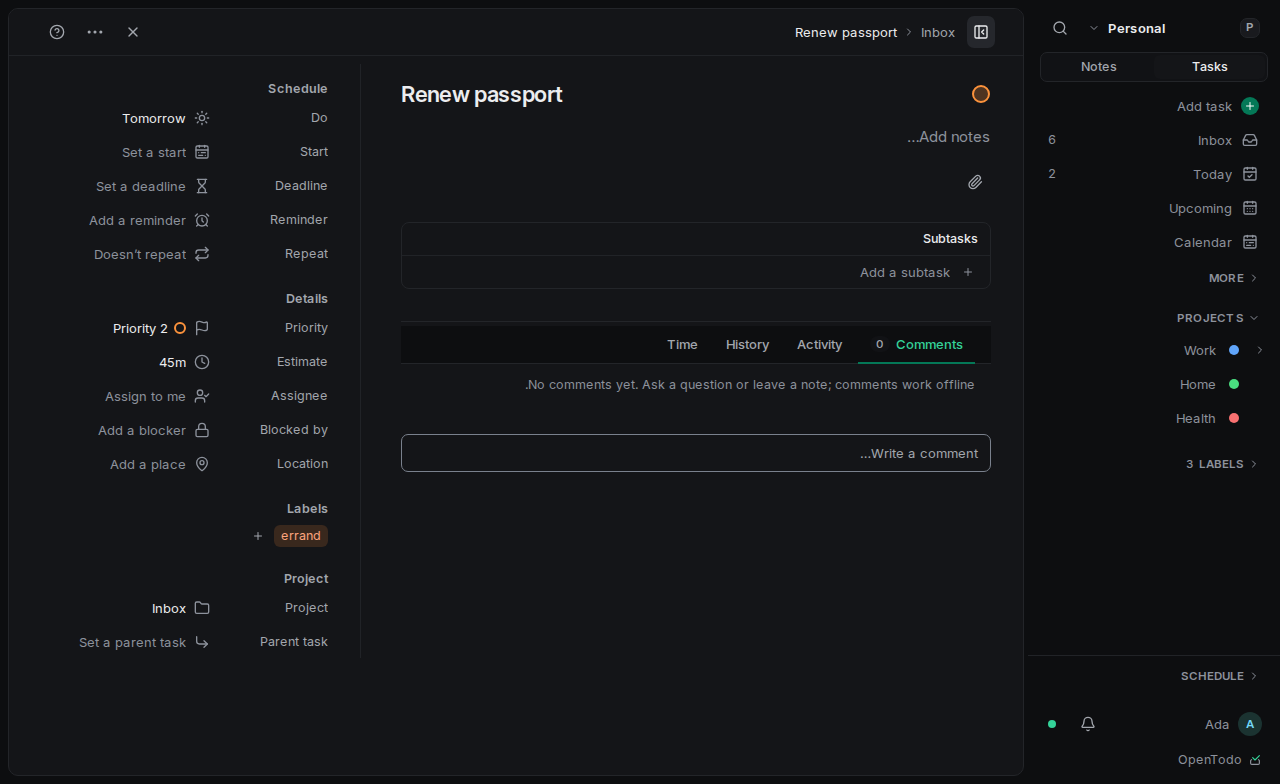 P
Personal
Notes
Tasks
Add task
Inbox
6
Today
2
Upcoming
Calendar
MORE
PROJECTS
Work
Home
Health
3 LABELS
SCHEDULE
A
Ada
OpenTodo
Inbox
Renew passport
Renew passport
...Add notes
Subtasks
Add a subtask
Comments 0
Activity
History
Time
.No comments yet. Ask a question or leave a note; comments work offline
...Write a comment
Schedule
Do
Tomorrow
Start
Set a start
Deadline
Set a deadline
Reminder
Add a reminder
Repeat
Doesn't repeat
Details
Priority
Priority 2
Estimate
45m
Assignee
Assign to me
Blocked by
Add a blocker
Location
Add a place
Labels
errand
Project
Project
Inbox
Parent task
Set a parent task